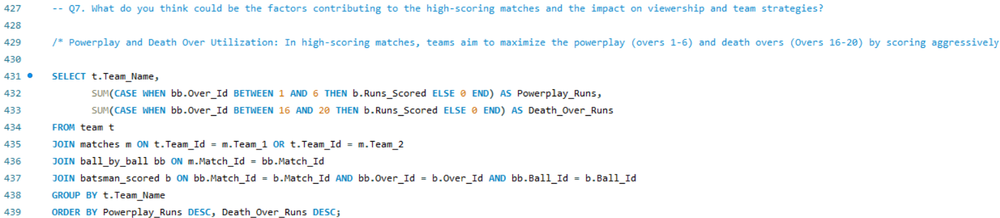 427 -- Q7. What do you think could be the factors contributing to the high-scoring matches and the impact on viewership and team strategies?
428
429 /* Powerplay and Death Over Utilization: In high-scoring matches, teams aim to maximize the powerplay (overs 1-6) and death overs (Overs 16-20) by scoring aggressively
430
431 SELECT t.Team_Name,
432 SUM(CASE WHEN bb.Over_Id BETWEEN 1 AND 6 THEN b.Runs_Scored ELSE 0 END) AS Powerplay_Runs,
433 SUM(CASE WHEN bb.Over_Id BETWEEN 16 AND 20 THEN b.Runs_Scored ELSE 0 END) AS Death_Over_Runs
434 FROM team t
435 JOIN matches m ON t.Team_Id = m.Team_1 OR t.Team_Id = m.Team_2
436 JOIN ball_by_ball bb ON m.Match_Id = bb.Match_Id
437 JOIN batsman_scored b ON bb.Match_Id = b.Match_Id AND bb.Over_Id = b.Over_Id AND bb.Ball_Id = b.Ball_Id
438 GROUP BY t.Team_Name
439 ORDER BY Powerplay_Runs DESC, Death_Over_Runs DESC;